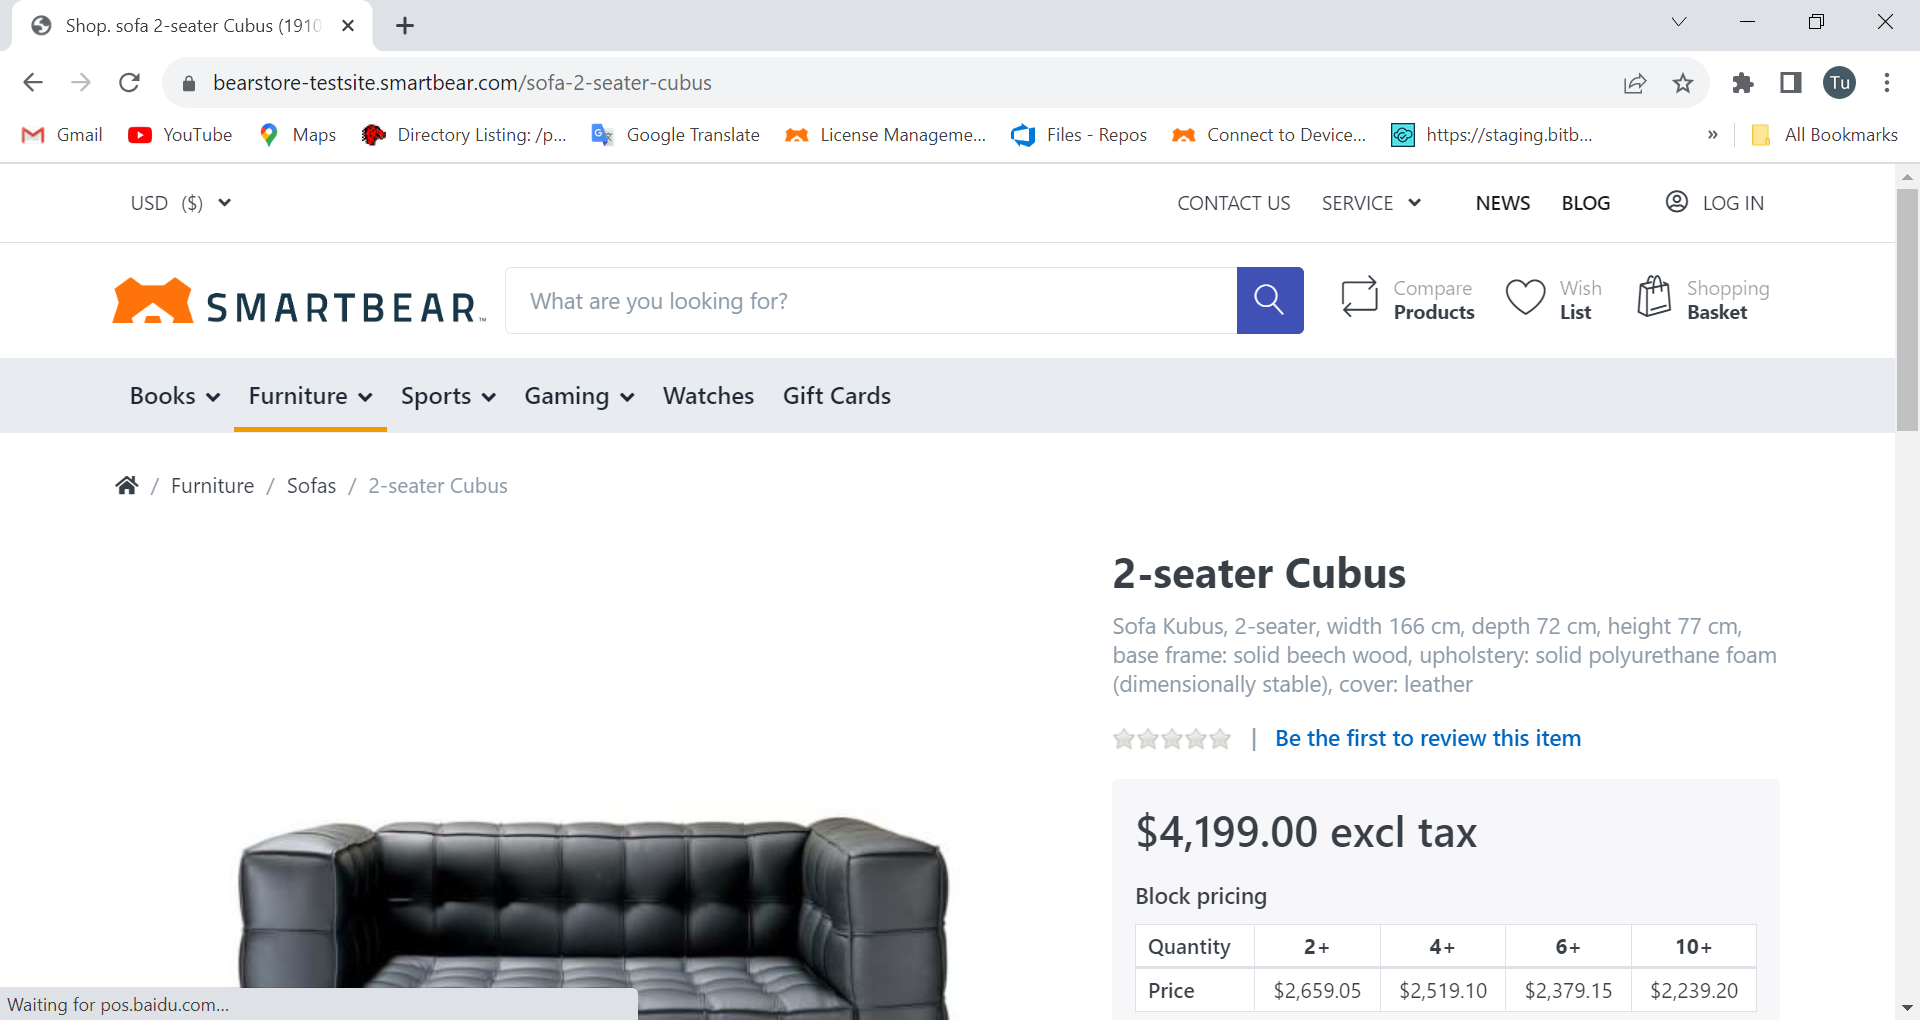 Shop. sofa 2-seater Cubus (1910
bearstore-testsite.smartbear.com/sofa-2-seater-cubus
Tu
Gmail YouTube Maps Directory Listing: /p... Google Translate License Manageme... Files - Repos Connect to Device... https://staging.bitb... » All Bookmarks
USD ($) CONTACT US SERVICE NEWS BLOG LOG IN
SMARTBEAR™
What are you looking for?
Compare Products
Wish List
Shopping Basket
Books Furniture Sports Gaming Watches Gift Cards
/ Furniture / Sofas / 2-seater Cubus
2-seater Cubus
Sofa Kubus, 2-seater, width 166 cm, depth 72 cm, height 77 cm,
base frame: solid beech wood, upholstery: solid polyurethane foam
(dimensionally stable), cover: leather
| Be the first to review this item
$4,199.00 excl tax
Block pricing
Quantity 2+ 4+ 6+ 10+
Price $2,659.05 $2,519.10 $2,379.15 $2,239.20
Waiting for pos.baidu.com...